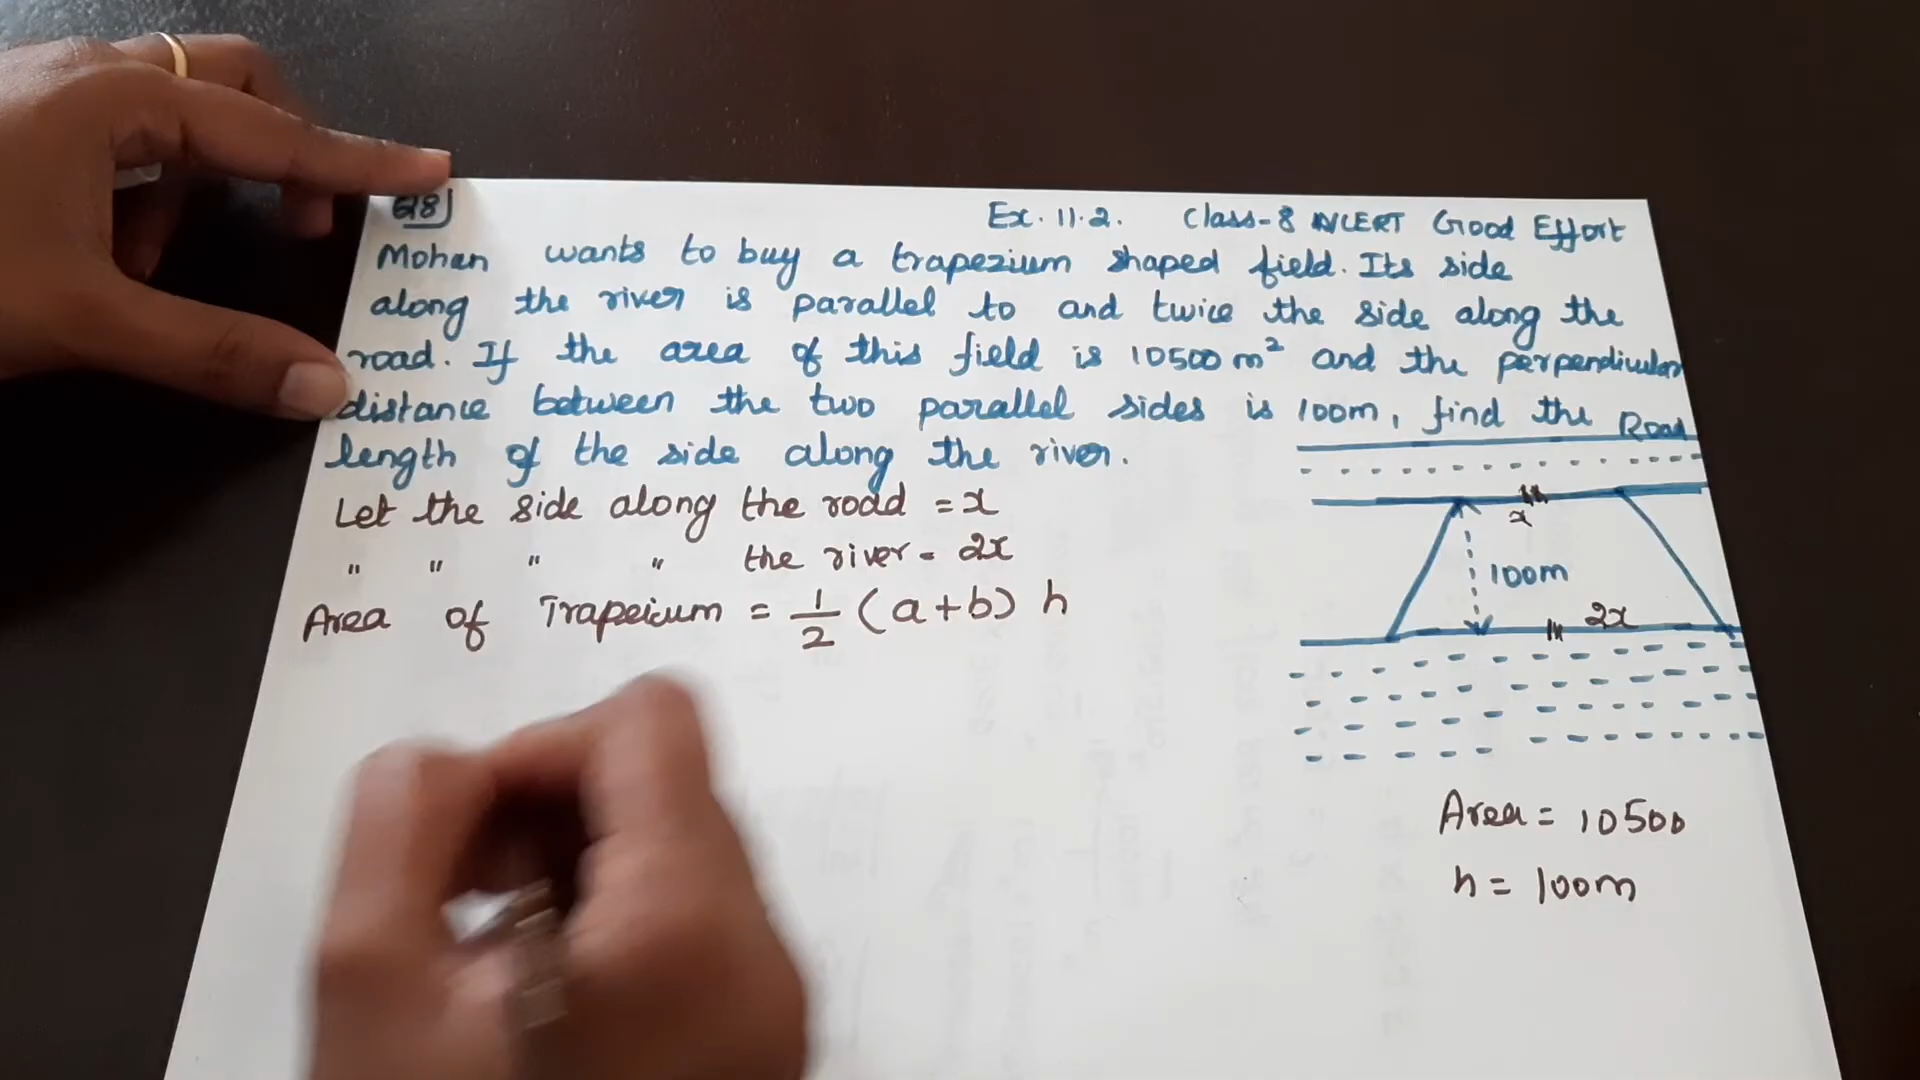 Q8
Ex. 11.2. Class-8 NCERT Good Effort
Mohan wants to buy a trapezium shaped field. Its side
along the river is parallel to and twice the side along the
road. If the area of this field is 10500 m² and the perpendicular
distance between the two parallel sides is 100m, find the
length of the side along the river.
Road
Let the side along the road = x
" " " " the river = 2x
Area of Trapeium = 1/2 (a+b) h
x
100m
2x
Area = 10500
h = 100m